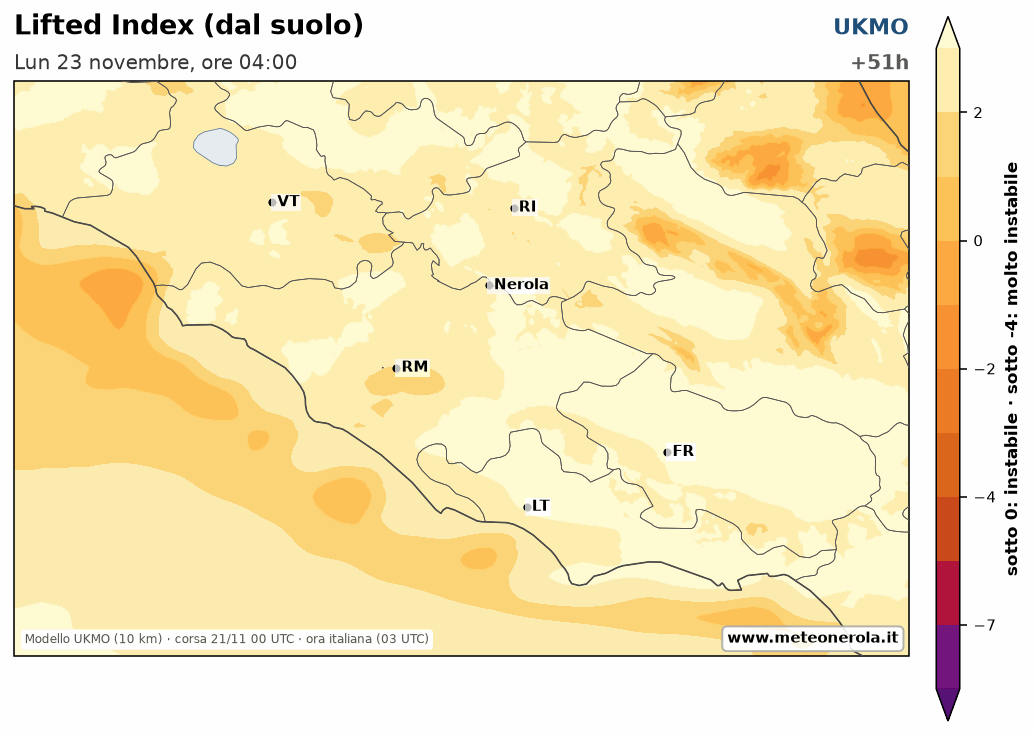 Lifted Index (dal suolo)
UKMO
Lun 23 novembre, ore 04:00
+51h
VT
RI
Nerola
RM
FR
LT
Modello UKMO (10 km) · corsa 21/11 00 UTC · ora italiana (03 UTC)
www.meteonerola.it
2
0
−2
−4
−7
sotto 0: instabile · sotto -4: molto instabile